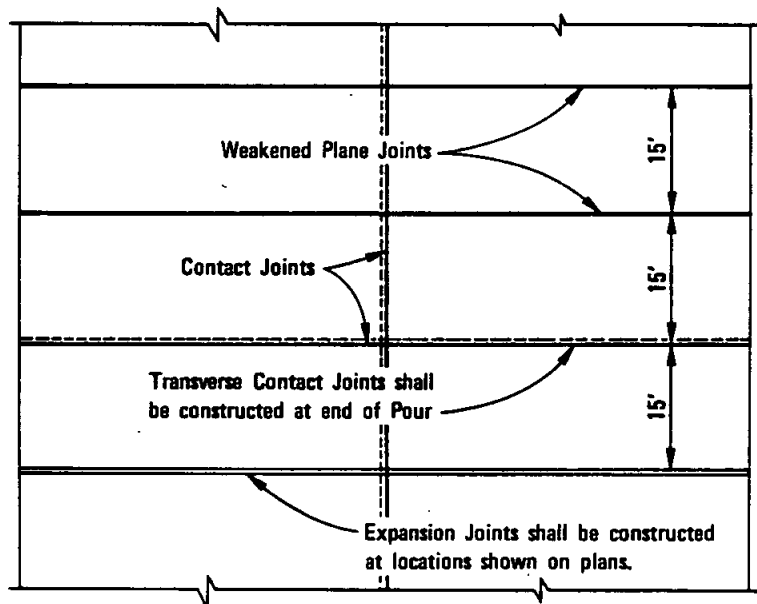 Weakened Plane Joints
15'
Contact Joints
15'
Transverse Contact Joints shall
be constructed at end of Pour
15'
Expansion Joints shall be constructed
at locations shown on plans.